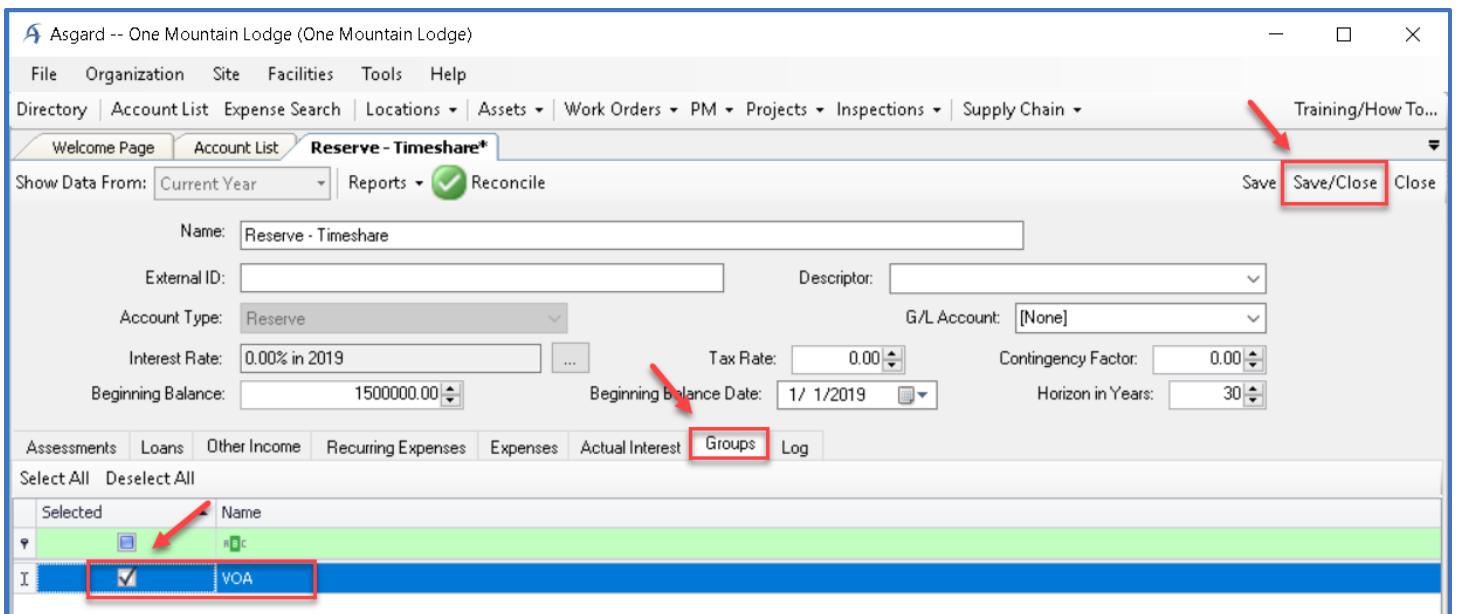 Asgard -- One Mountain Lodge (One Mountain Lodge)
File Organization Site Facilities Tools Help
Directory Account List Expense Search Locations Assets Work Orders PM Projects Inspections Supply Chain Training/How To...
Welcome Page Account List Reserve - Timeshare*
Show Data From: Current Year Reports Reconcile Save Save/Close Close
Name: Reserve - Timeshare
External ID: Descriptor:
Account Type: Reserve G/L Account: [None]
Interest Rate: 0.00% in 2019 ... Tax Rate: 0.00 Contingency Factor: 0.00
Beginning Balance: 1500000.00 Beginning Balance Date: 1/ 1/2019 Horizon in Years: 30
Assessments Loans Other Income Recurring Expenses Expenses Actual Interest Groups Log
Select All Deselect All
Selected Name
ABC
VOA